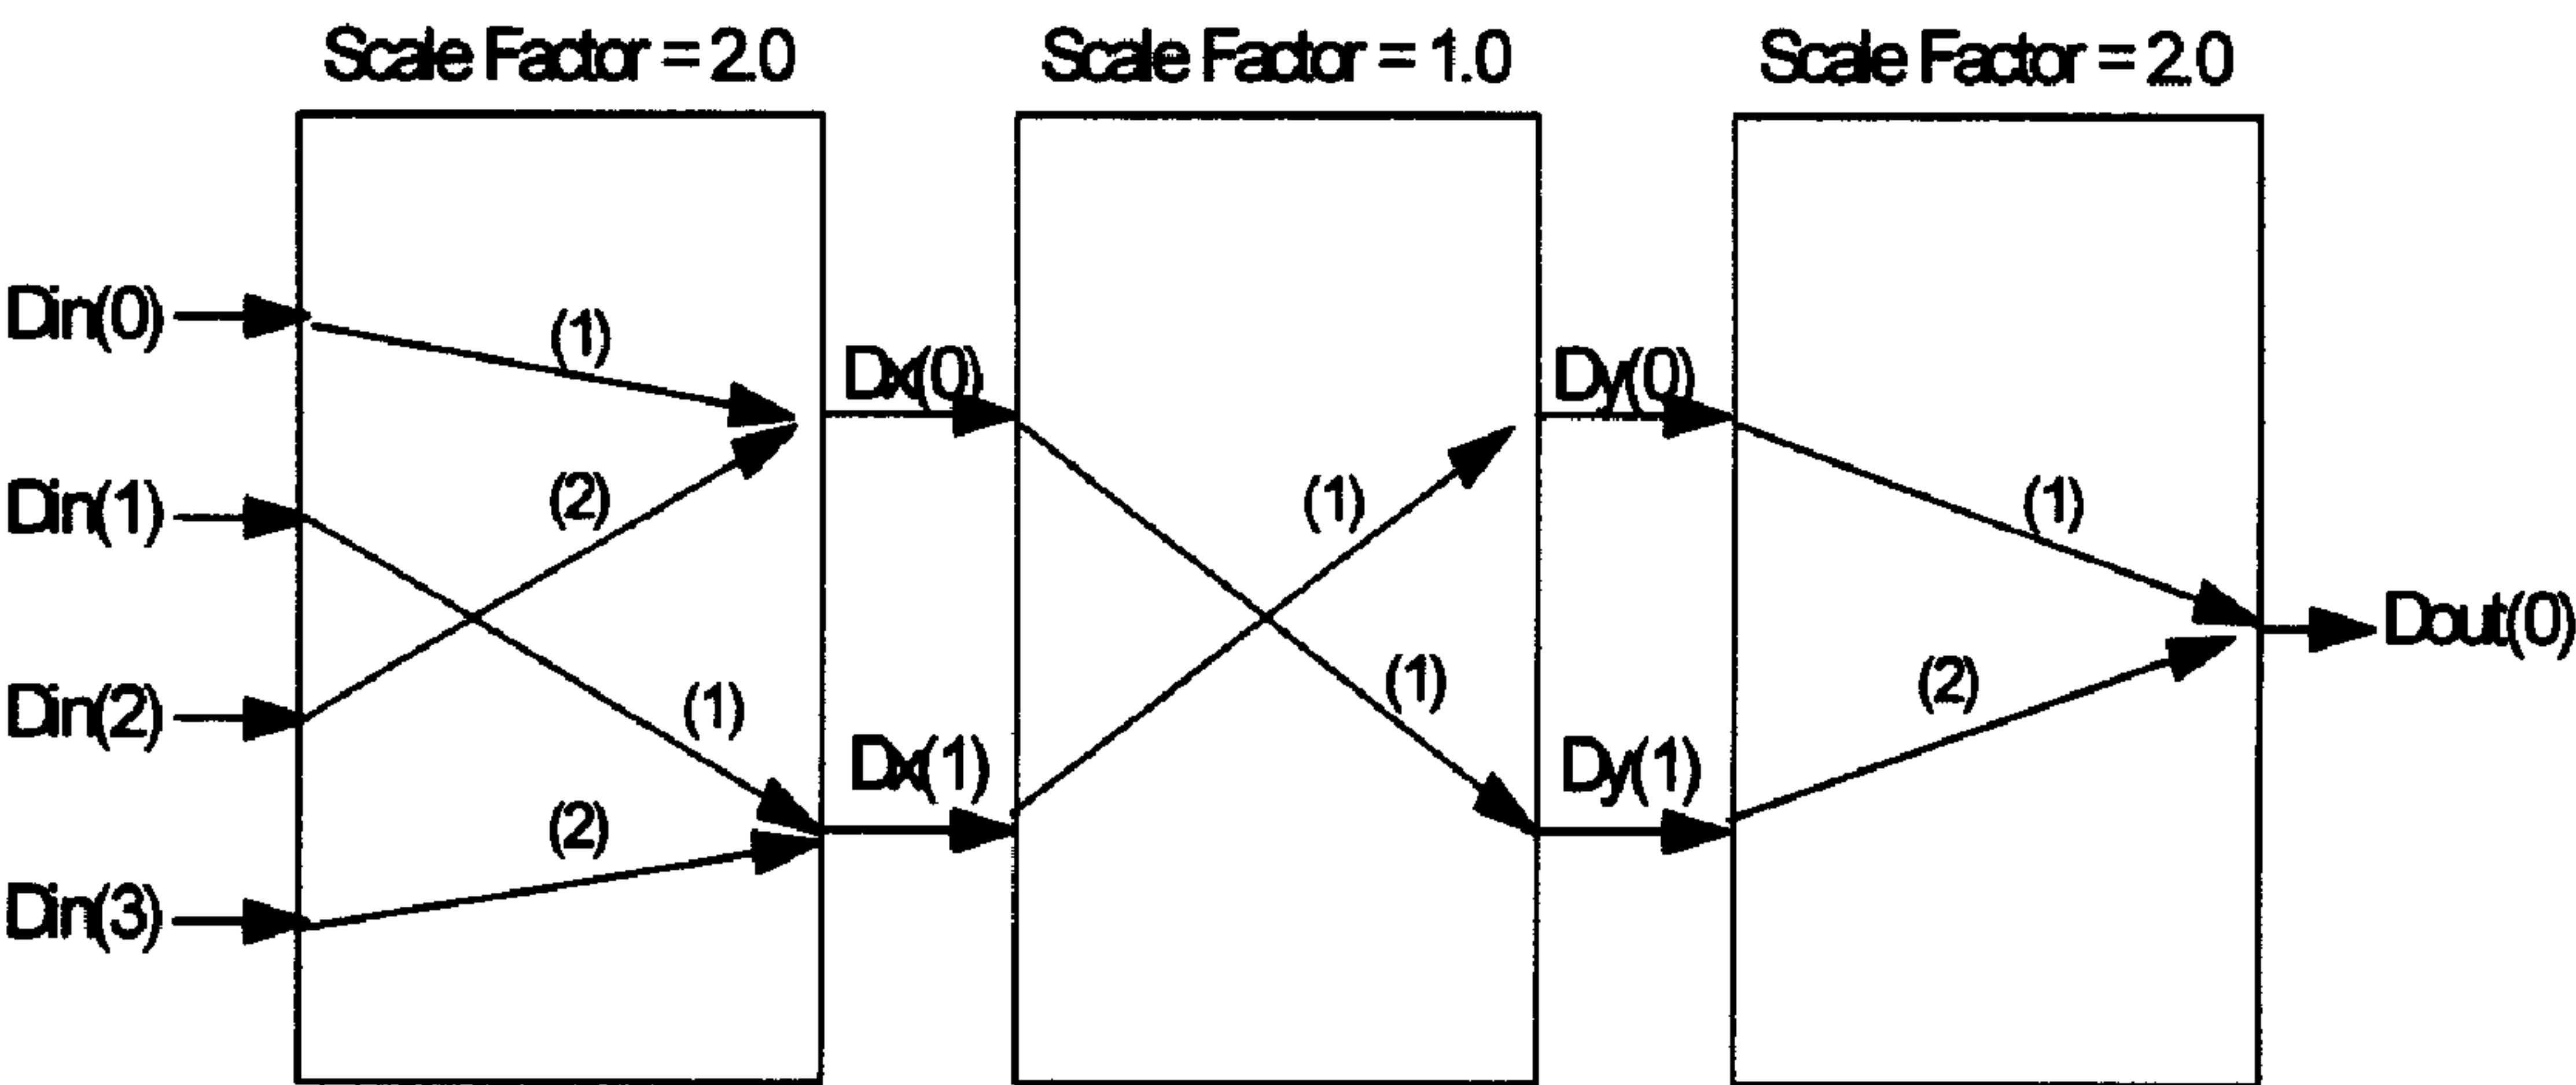 Scale Factor = 2.0
Scale Factor = 1.0
Scale Factor = 2.0
Din(0)
(1)
Dx(0)
Dy(0)
Din(1)
(2)
(1)
(1)
Dout(0)
Din(2)
(1)
(1)
(2)
Dx(1)
Dy(1)
Din(3)
(2)